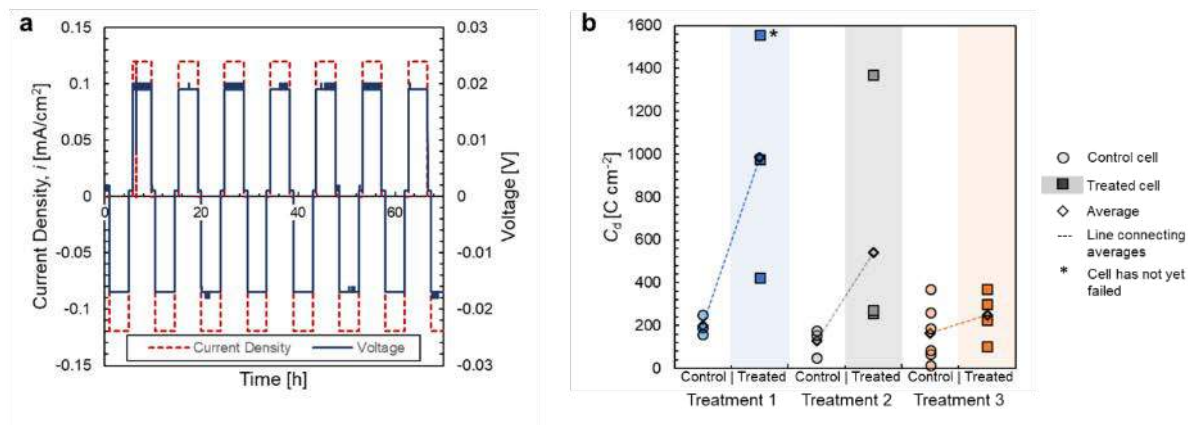 a
0.15
0.1
0.05
0
-0.05
-0.1
-0.15
Current Density, i [mA/cm²]
0.03
0.02
0.01
0
-0.01
-0.02
-0.03
Voltage [V]
0 20 40 60
Current Density Voltage
Time [h]
b
1600
1400
1200
1000
800
600
400
200
0
Cd [C cm⁻²]
*
Control | Treated Control | Treated Control | Treated
Treatment 1 Treatment 2 Treatment 3
Control cell
Treated cell
Average
Line connecting
averages
* Cell has not yet
failed